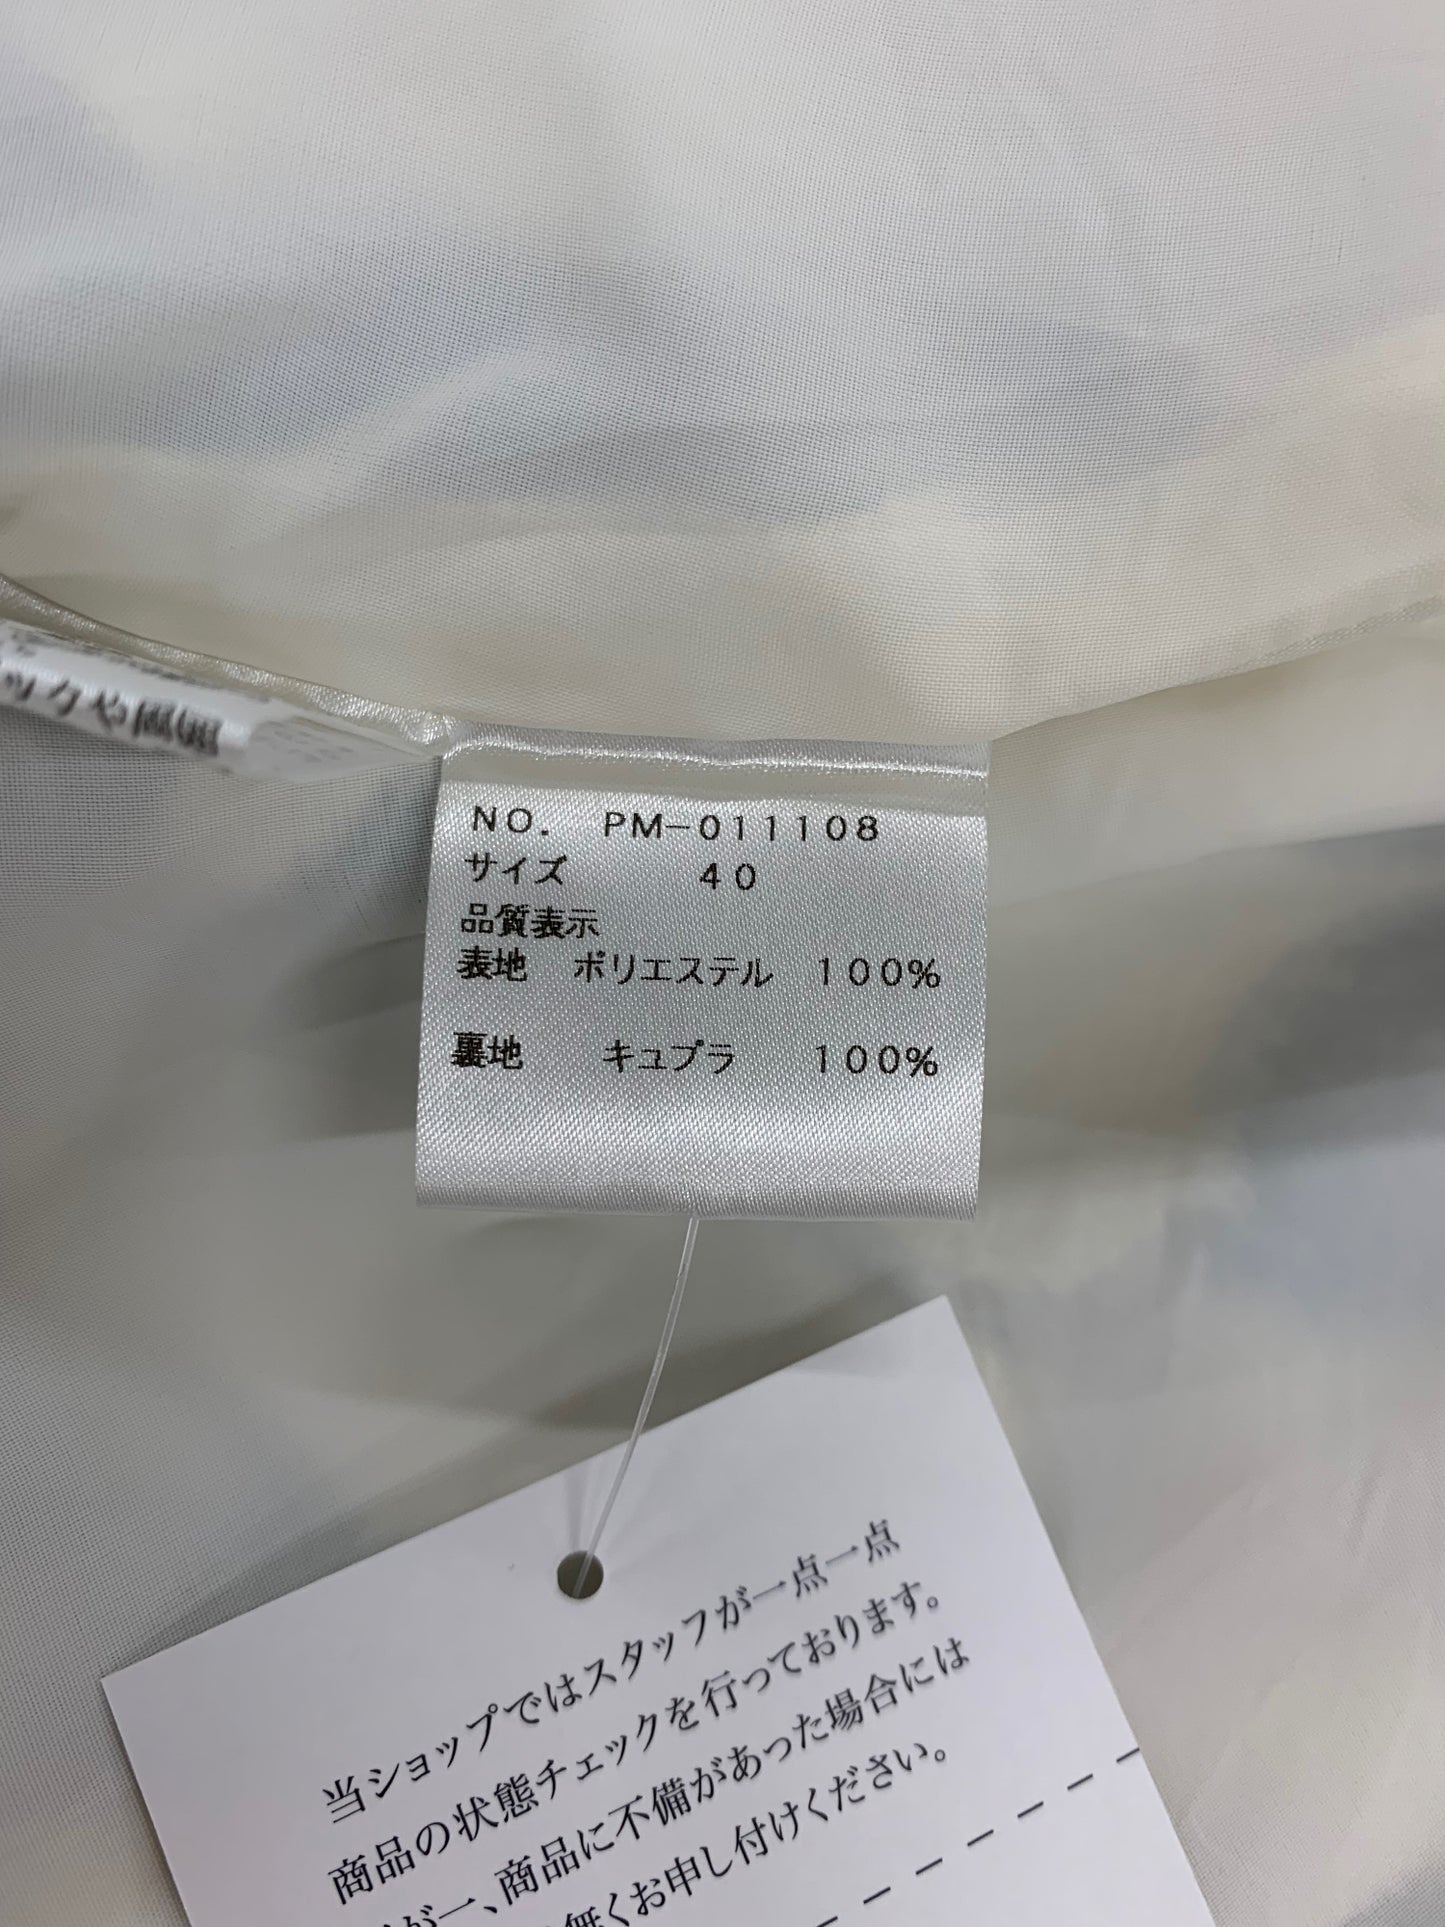 ックや風
NO. PM-011108
サイズ 40
品質表示
表地 ポリエステル 100%
裏地 キュプラ 100%
当ショップではスタッフが一点一点
商品の状態チェックを行っております。
が一、商品に不備があった場合には
無くお申し付けください。